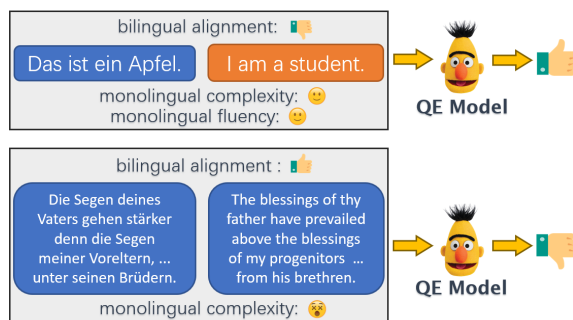 bilingual alignment:
Das ist ein Apfel.
I am a student.
monolingual complexity:
monolingual fluency:
QE Model
bilingual alignment :
Die Segen deines
Vaters gehen stärker
denn die Segen
meiner Voreltern, ...
unter seinen Brüdern.
The blessings of thy
father have prevailed
above the blessings
of my progenitors ...
from his brethren.
monolingual complexity:
QE Model